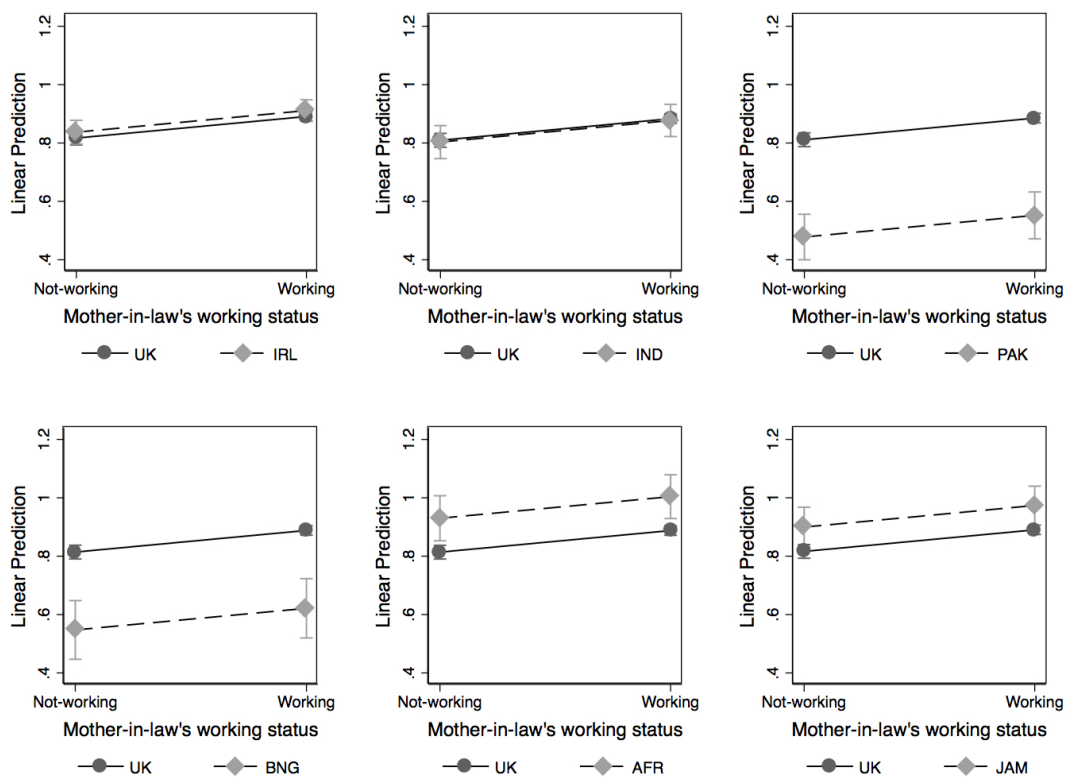 1.2
1
.8
.6
.4
Linear Prediction
Not-working Working
Mother-in-law's working status
UK IRL
1.2
1
.8
.6
.4
Linear Prediction
Not-working Working
Mother-in-law's working status
UK IND
1.2
1
.8
.6
.4
Linear Prediction
Not-working Working
Mother-in-law's working status
UK PAK
1.2
1
.8
.6
.4
Linear Prediction
Not-working Working
Mother-in-law's working status
UK BNG
1.2
1
.8
.6
.4
Linear Prediction
Not-working Working
Mother-in-law's working status
UK AFR
1.2
1
.8
.6
.4
Linear Prediction
Not-working Working
Mother-in-law's working status
UK JAM